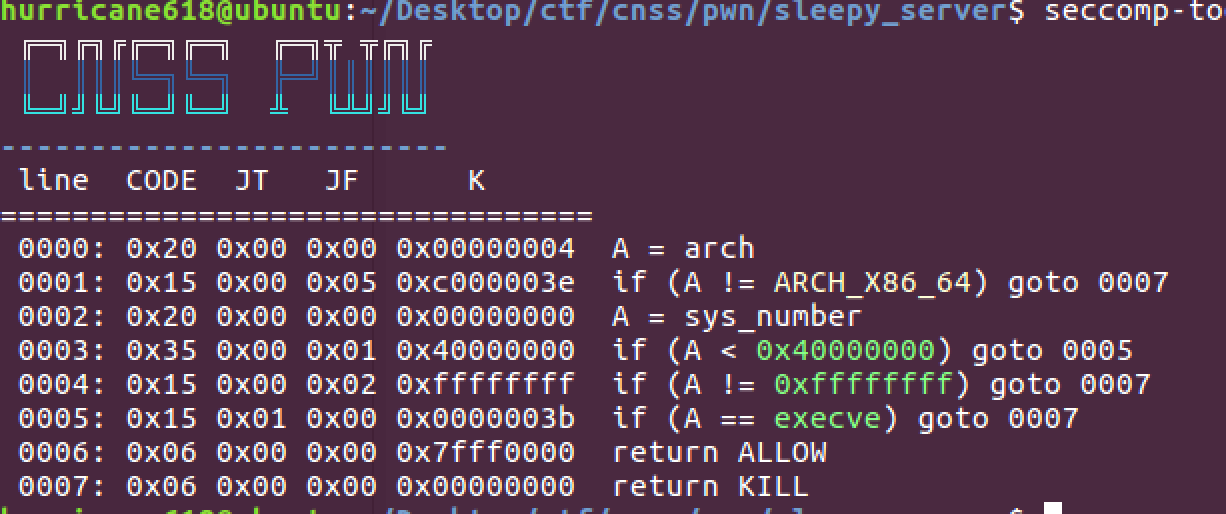 hurricane618@ubuntu:~/Desktop/ctf/cnss/pwn/sleepy_server$ seccomp-to
CNSS PWN
-------------------------
line CODE JT JF K
=================================
0000: 0x20 0x00 0x00 0x00000004 A = arch
0001: 0x15 0x00 0x05 0xc000003e if (A != ARCH_X86_64) goto 0007
0002: 0x20 0x00 0x00 0x00000000 A = sys_number
0003: 0x35 0x00 0x01 0x40000000 if (A < 0x40000000) goto 0005
0004: 0x15 0x00 0x02 0xffffffff if (A != 0xffffffff) goto 0007
0005: 0x15 0x01 0x00 0x0000003b if (A == execve) goto 0007
0006: 0x06 0x00 0x00 0x7fff0000 return ALLOW
0007: 0x06 0x00 0x00 0x00000000 return KILL